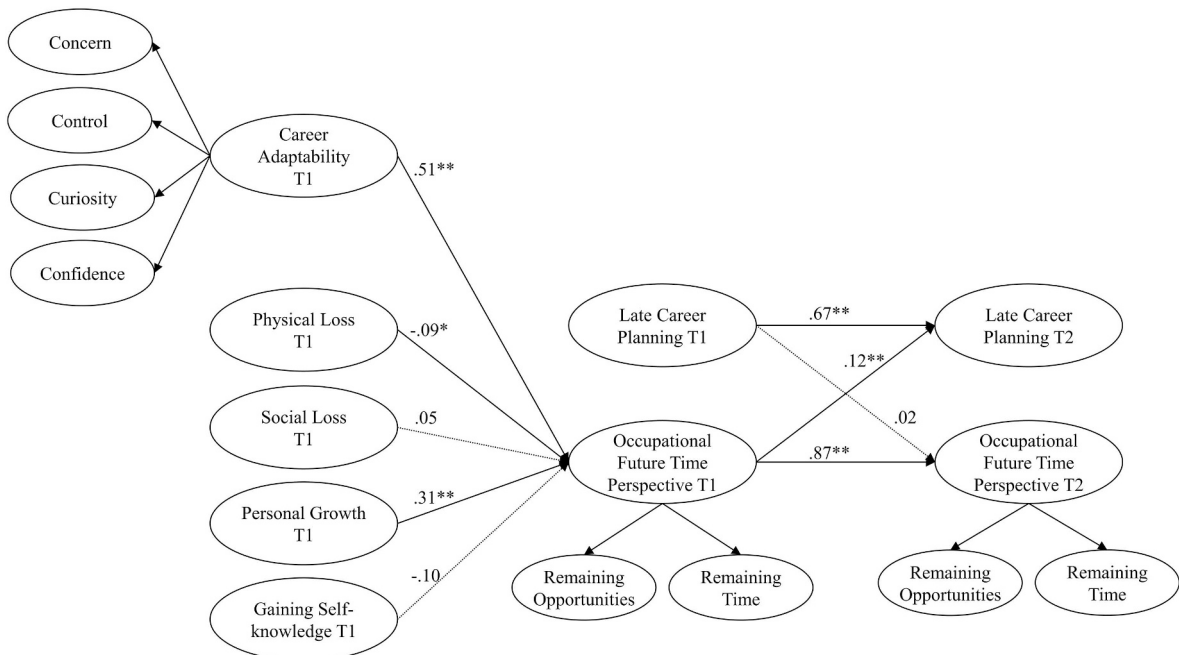 Concern
Control
Curiosity
Confidence
Career
Adaptability
T1
.51**
Physical Loss
T1
-.09*
Social Loss
T1
.05
Personal Growth
T1
.31**
Gaining Self-
knowledge T1
-.10
Late Career
Planning T1
.67**
Late Career
Planning T2
.12**
.02
Occupational
Future Time
Perspective T1
.87**
Occupational
Future Time
Perspective T2
Remaining
Opportunities
Remaining
Time
Remaining
Opportunities
Remaining
Time